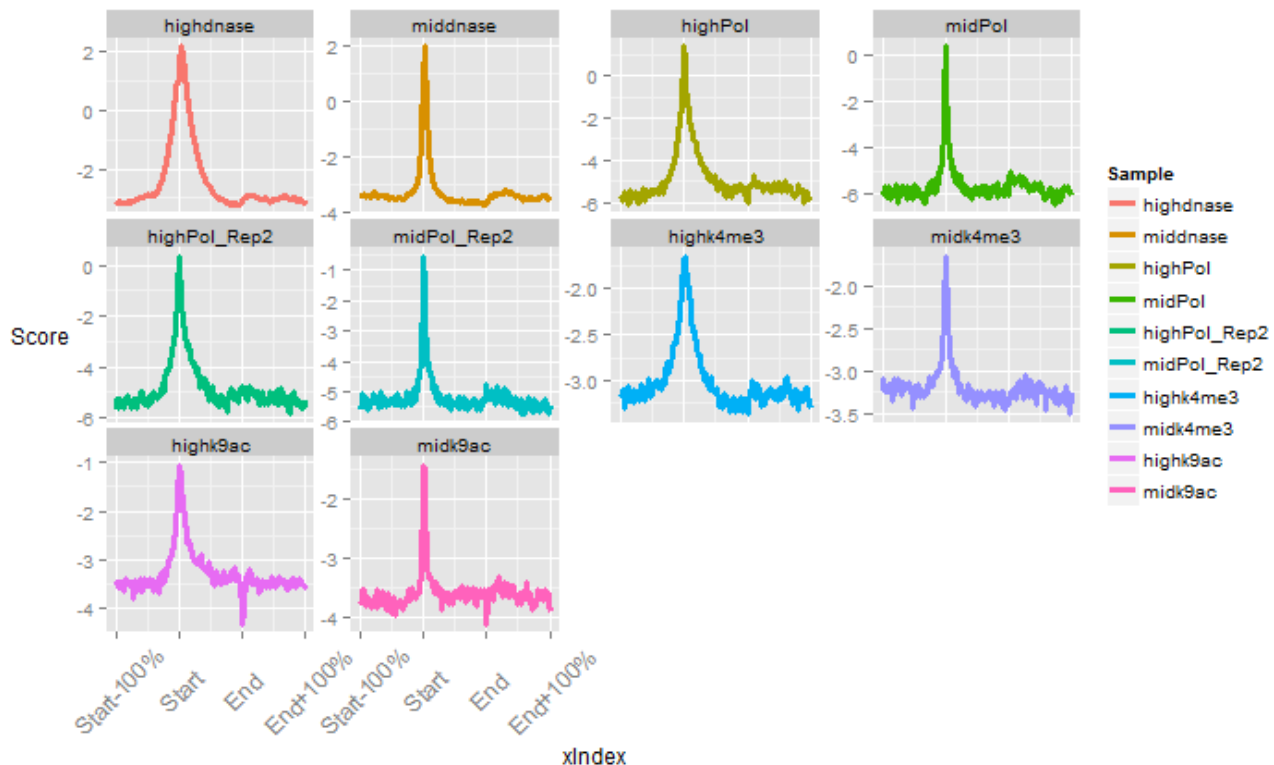 highdnase
middnase
highPol
midPol
2
0
-2
2
0
-2
-4
0
-2
-4
-6
0
-2
-4
-6
highPol_Rep2
midPol_Rep2
highk4me3
midk4me3
0
-2
-4
-6
-1
-2
-3
-4
-5
-6
-2.0
-2.5
-3.0
-2.0
-2.5
-3.0
-3.5
highk9ac
midk9ac
-1
-2
-3
-4
-2
-3
-4
Start-100%
Start
End
End+100%
Start-100%
Start
End
End+100%
Score
xIndex
Sample
highdnase
middnase
highPol
midPol
highPol_Rep2
midPol_Rep2
highk4me3
midk4me3
highk9ac
midk9ac